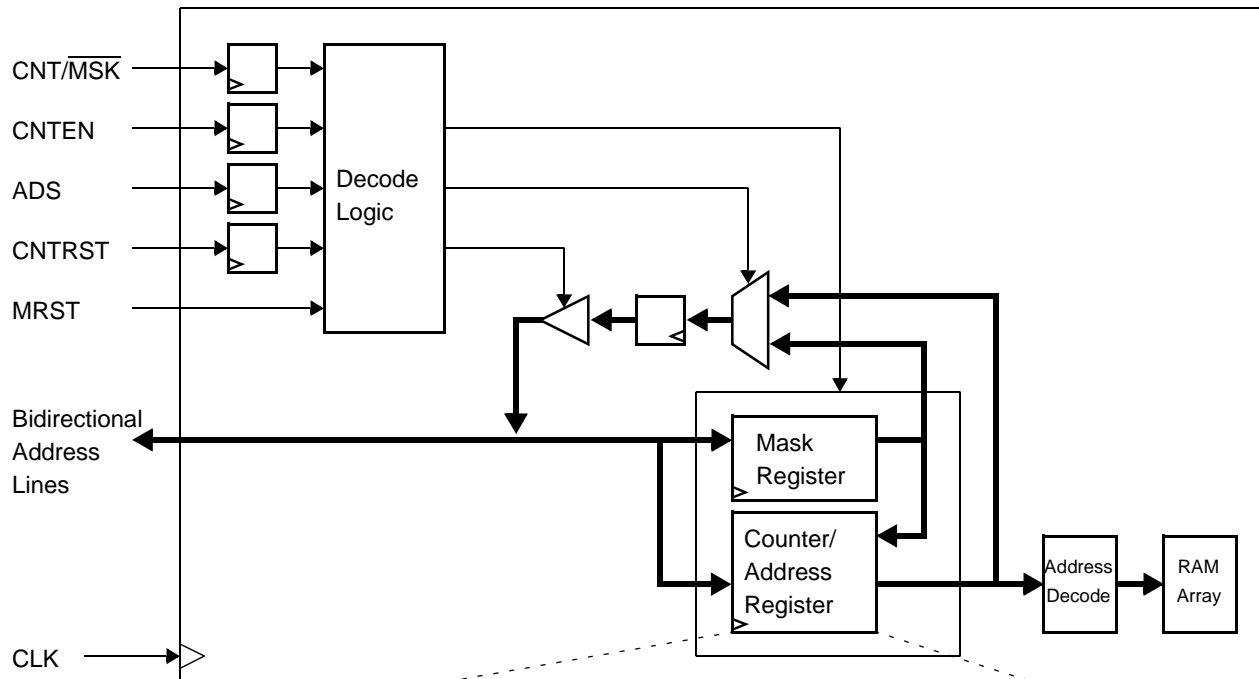 CNT/MSK
CNTEN
ADS
CNTRST
MRST
Decode
Logic
Bidirectional
Address
Lines
Mask
Register
Counter/
Address
Register
Address
Decode
RAM
Array
CLK